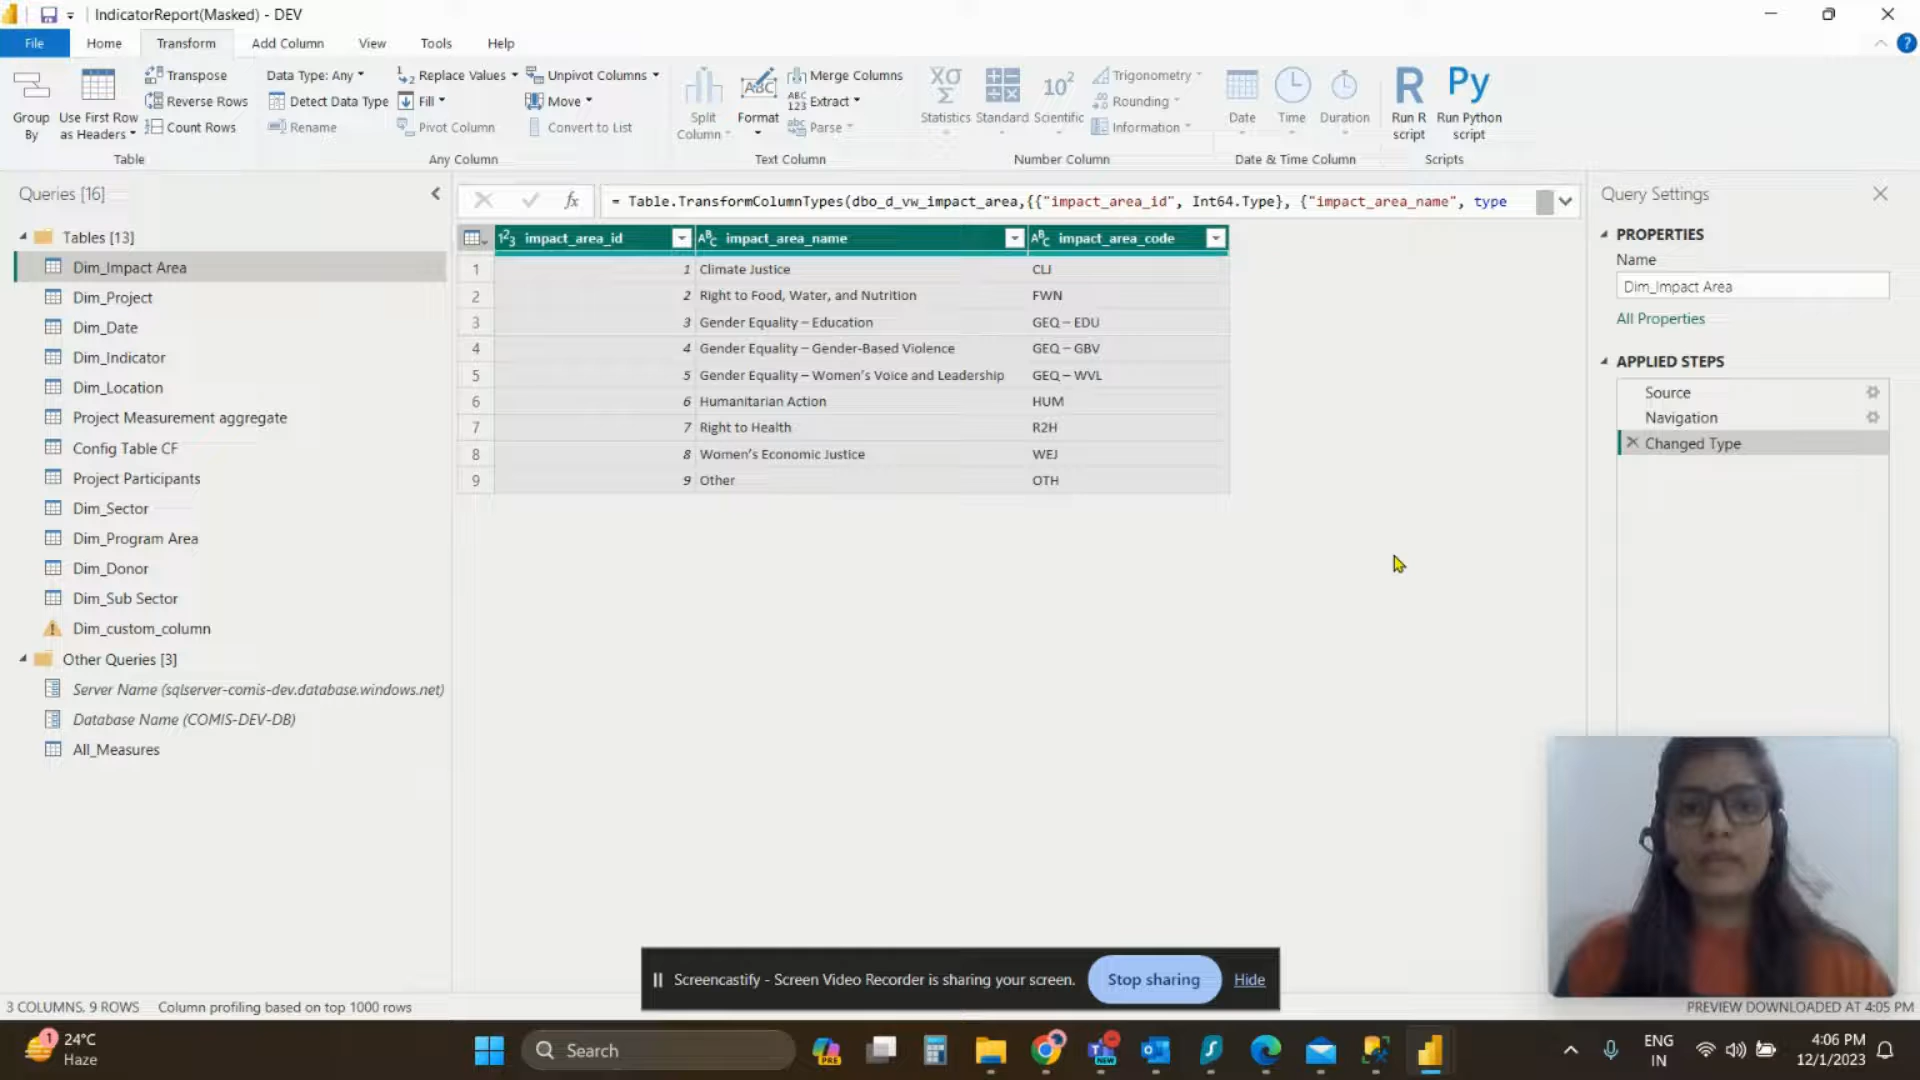 IndicatorReport(Masked) - DEV
File Home Transform Add Column View Tools Help
Group By
Use First Row as Headers
Transpose
Reverse Rows
Count Rows
Table
Data Type: Any
Detect Data Type
Rename
Replace Values
Fill
Pivot Column
Unpivot Columns
Move
Convert to List
Any Column
Split Column
Format
Merge Columns
Extract
Parse
Text Column
Statistics
Standard
Scientific
Trigonometry
Rounding
Information
Number Column
Date
Time
Duration
Date & Time Column
Run R script
Run Python script
Scripts
Queries [16]
Tables [13]
Dim_Impact Area
Dim_Project
Dim_Date
Dim_Indicator
Dim_Location
Project Measurement aggregate
Config Table CF
Project Participants
Dim_Sector
Dim_Program Area
Dim_Donor
Dim_Sub Sector
Dim_custom_column
Other Queries [3]
Server Name (sqlserver-comis-dev.database.windows.net)
Database Name (COMIS-DEV-DB)
All_Measures
fx = Table.TransformColumnTypes(dbo_d_vw_impact_area,{{"impact_area_id", Int64.Type}, {"impact_area_name", type
impact_area_id impact_area_name impact_area_code
1 1 Climate Justice CLJ
2 2 Right to Food, Water, and Nutrition FWN
3 3 Gender Equality – Education GEQ – EDU
4 4 Gender Equality – Gender-Based Violence GEQ – GBV
5 5 Gender Equality – Women's Voice and Leadership GEQ – WVL
6 6 Humanitarian Action HUM
7 7 Right to Health R2H
8 8 Women's Economic Justice WEJ
9 9 Other OTH
Query Settings
PROPERTIES
Name
Dim_Impact Area
All Properties
APPLIED STEPS
Source
Navigation
Changed Type
Screencastify - Screen Video Recorder is sharing your screen. Stop sharing Hide
3 COLUMNS, 9 ROWS Column profiling based on top 1000 rows
PREVIEW DOWNLOADED AT 4:05 PM
24°C
Haze
Search
ENG
IN
4:06 PM
12/1/2023